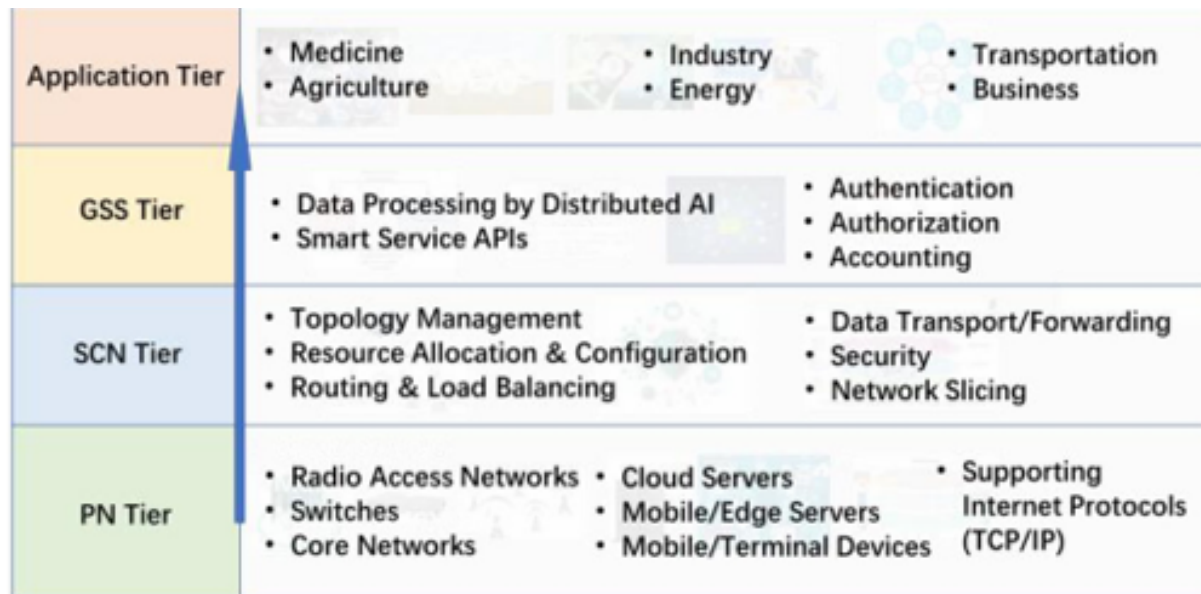 Application Tier
• Medicine
• Agriculture
• Industry
• Energy
• Transportation
• Business
GSS Tier
• Data Processing by Distributed AI
• Smart Service APIs
• Authentication
• Authorization
• Accounting
SCN Tier
• Topology Management
• Resource Allocation & Configuration
• Routing & Load Balancing
• Data Transport/Forwarding
• Security
• Network Slicing
PN Tier
• Radio Access Networks
• Switches
• Core Networks
• Cloud Servers
• Mobile/Edge Servers
• Mobile/Terminal Devices
• Supporting
Internet Protocols
(TCP/IP)